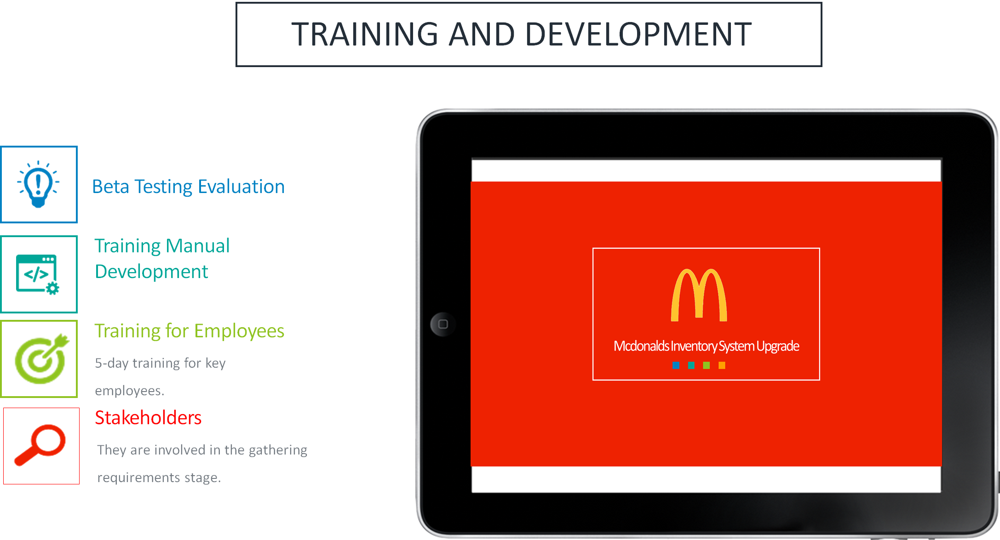 TRAINING AND DEVELOPMENT
Beta Testing Evaluation
Training Manual
Development
Training for Employees
5-day training for key
employees.
Stakeholders
They are involved in the gathering
requirements stage.
Mcdonalds Inventory System Upgrade